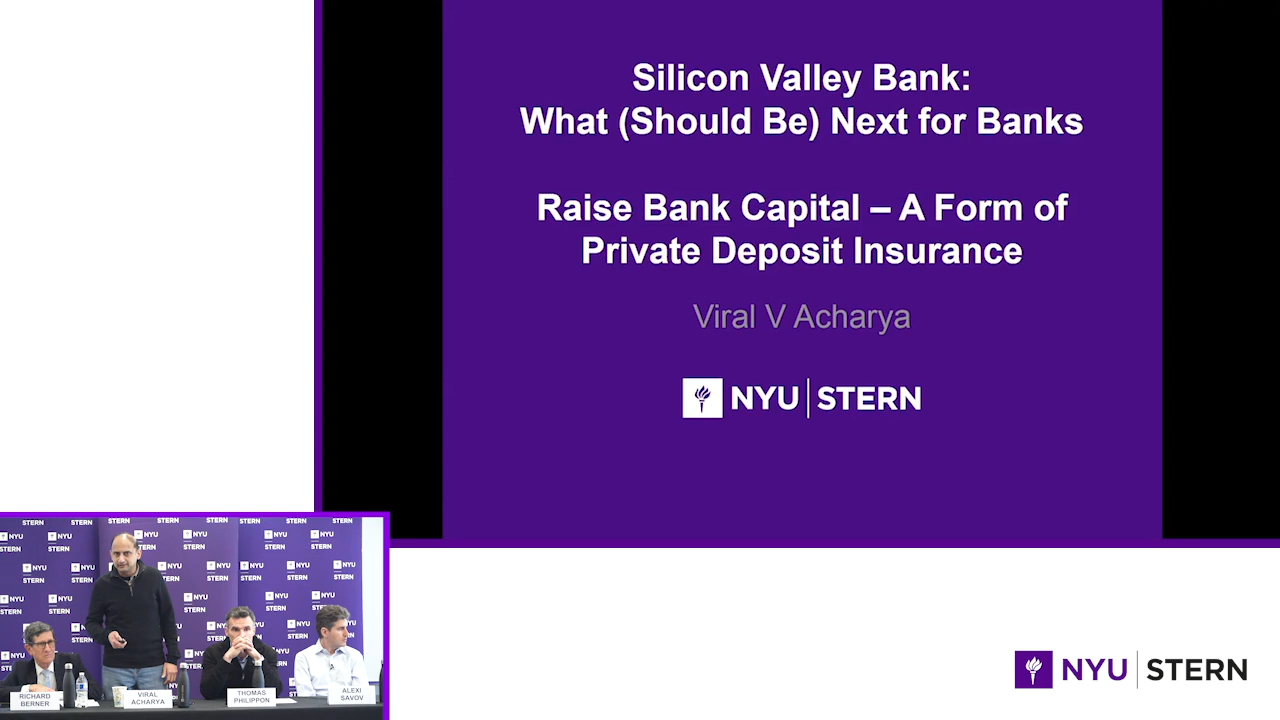 Silicon Valley Bank:
What (Should Be) Next for Banks
Raise Bank Capital – A Form of
Private Deposit Insurance
Viral V Acharya
NYU STERN
RICHARD
BERNER
VIRAL
ACHARYA
THOMAS
PHILIPPON
ALEXI
SAVOV
NYU STERN